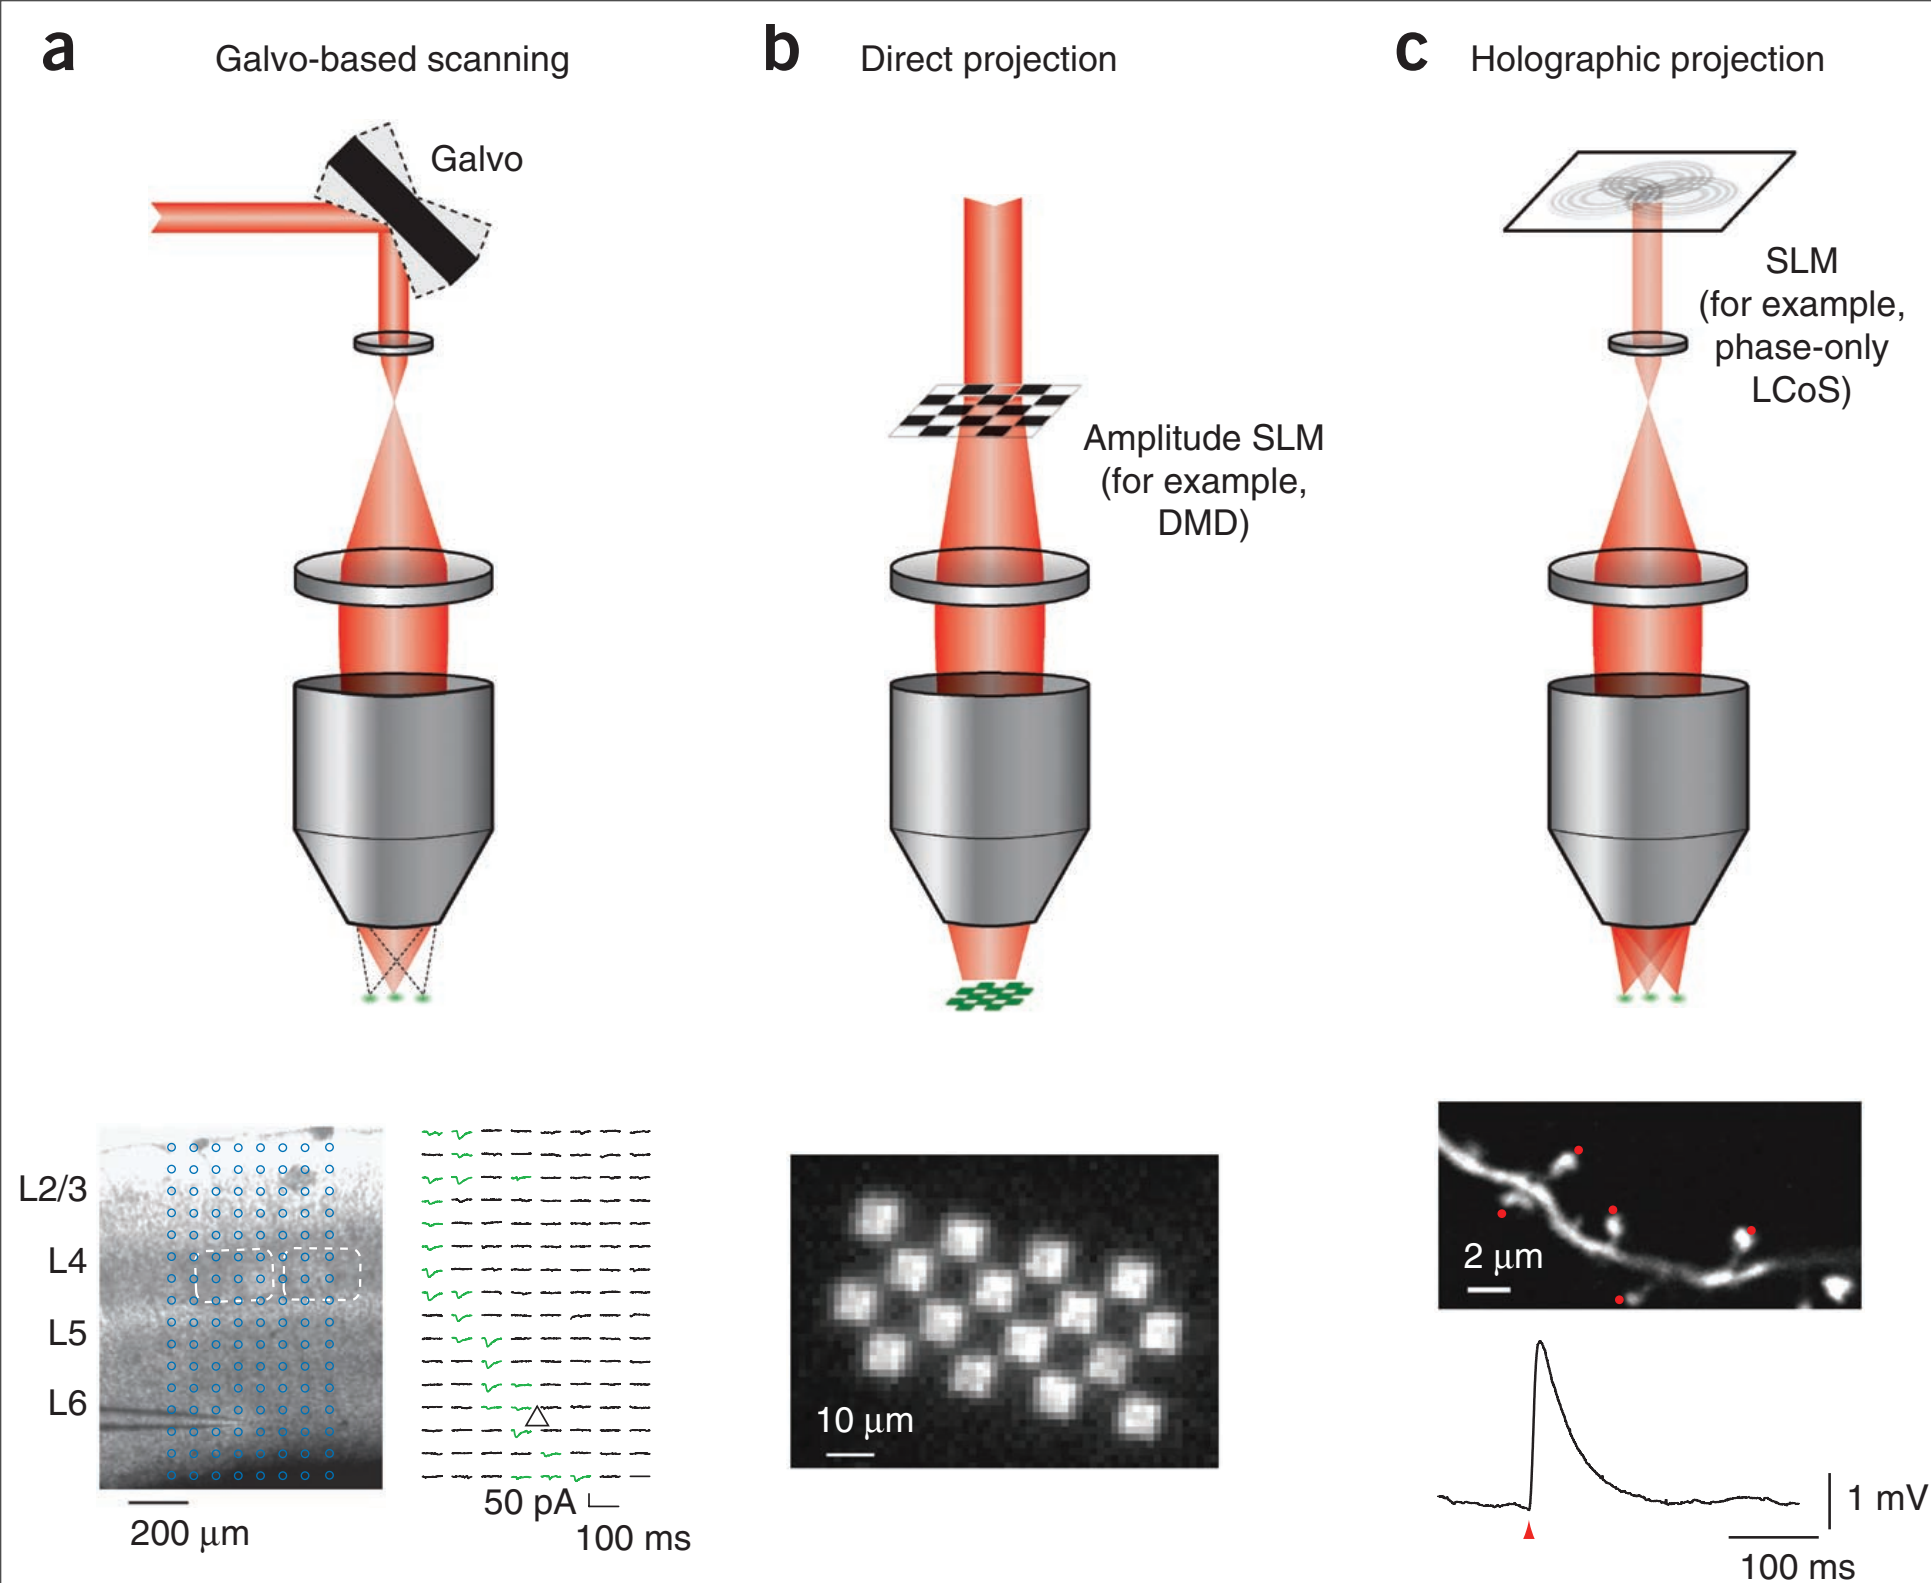 a Galvo-based scanning
Galvo
L2/3
L4
L5
L6
200 µm
50 pA
100 ms
b Direct projection
Amplitude SLM
(for example,
DMD)
10 µm
c Holographic projection
SLM
(for example,
phase-only
LCoS)
2 µm
1 mV
100 ms